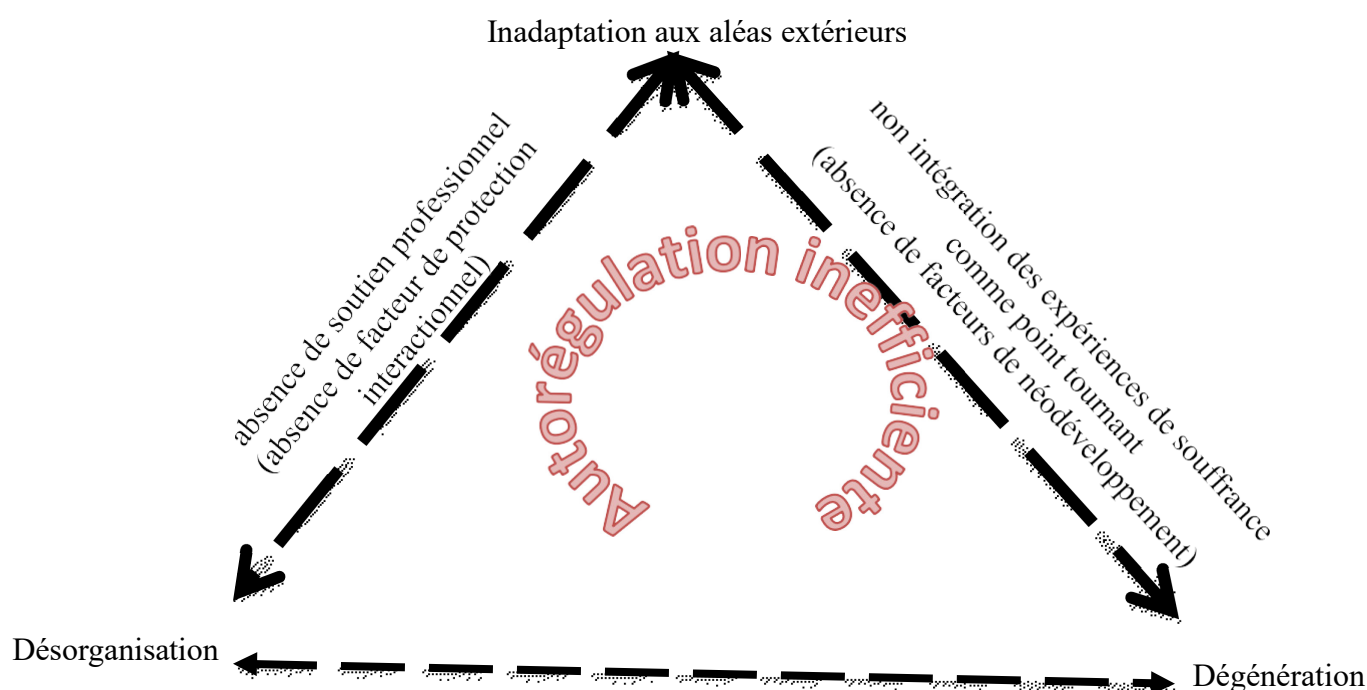 Inadaptation aux aléas extérieurs
absence de soutien professionnel
(absence de facteur de protection
interactionnel)
non intégration des expériences de souffrance
comme point tournant
(absence de facteurs de néodéveloppement)
Autorégulation inefficiente
Désorganisation
Dégénération